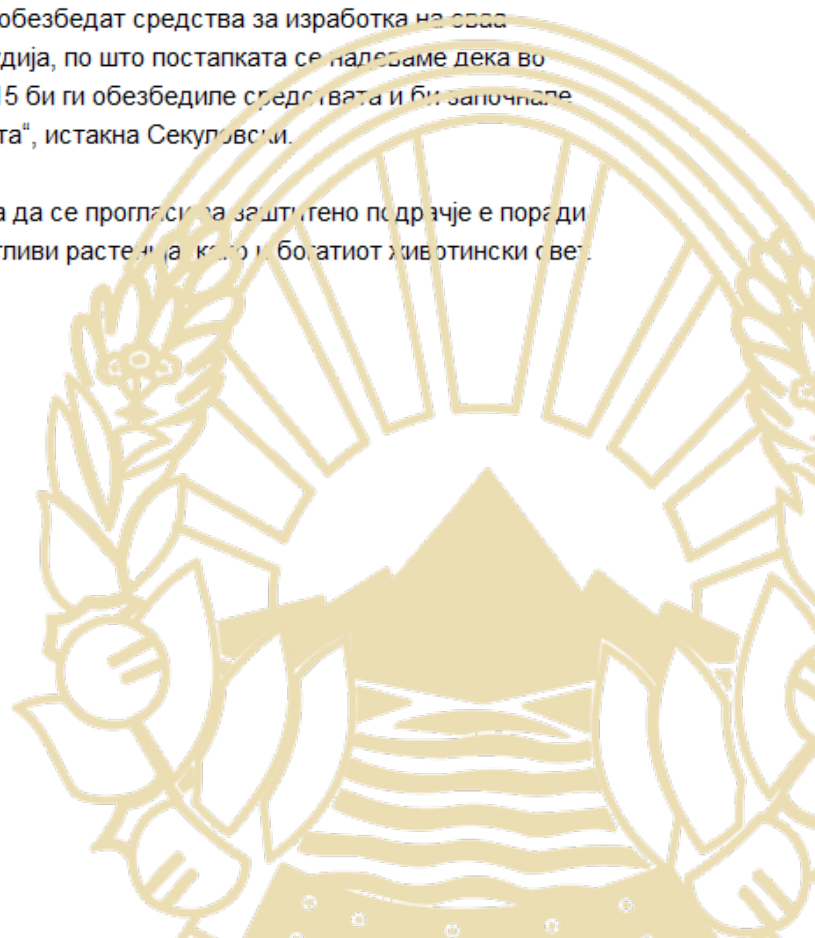 обезбедат средства за изработка на оваа
дија, по што постапката се надеваме дека во
15 би ги обезбедиле средствата и би започнале
та“, истакна Секуловски.
а да се прогласи за заштитено подрачје е поради
тливи растенија, како и богатиот животински свет.